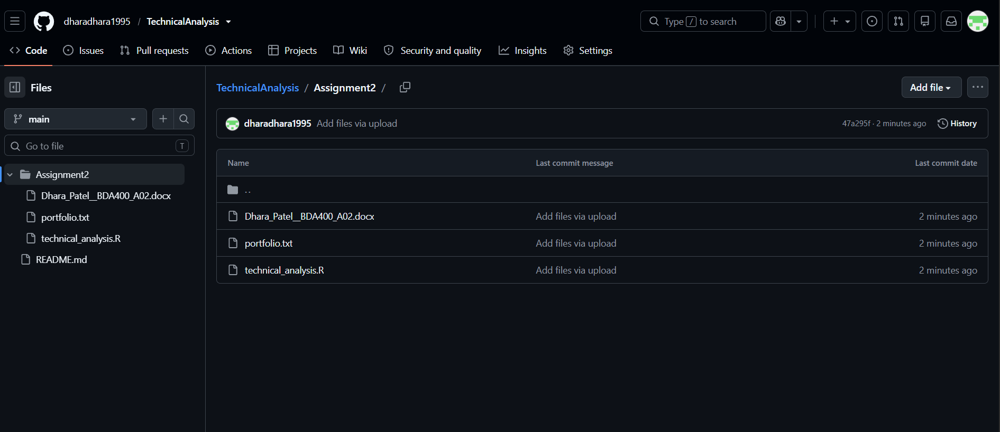 dharadhara1995 / TechnicalAnalysis
Type / to search
Code Issues Pull requests Actions Projects Wiki Security and quality Insights Settings
Files
main
Go to file T
Assignment2
Dhara_Patel__BDA400_A02.docx
portfolio.txt
technical_analysis.R
README.md
TechnicalAnalysis / Assignment2 /
Add file
dharadhara1995 Add files via upload 47a295f · 2 minutes ago History
Name Last commit message Last commit date
..
Dhara_Patel__BDA400_A02.docx Add files via upload 2 minutes ago
portfolio.txt Add files via upload 2 minutes ago
technical_analysis.R Add files via upload 2 minutes ago